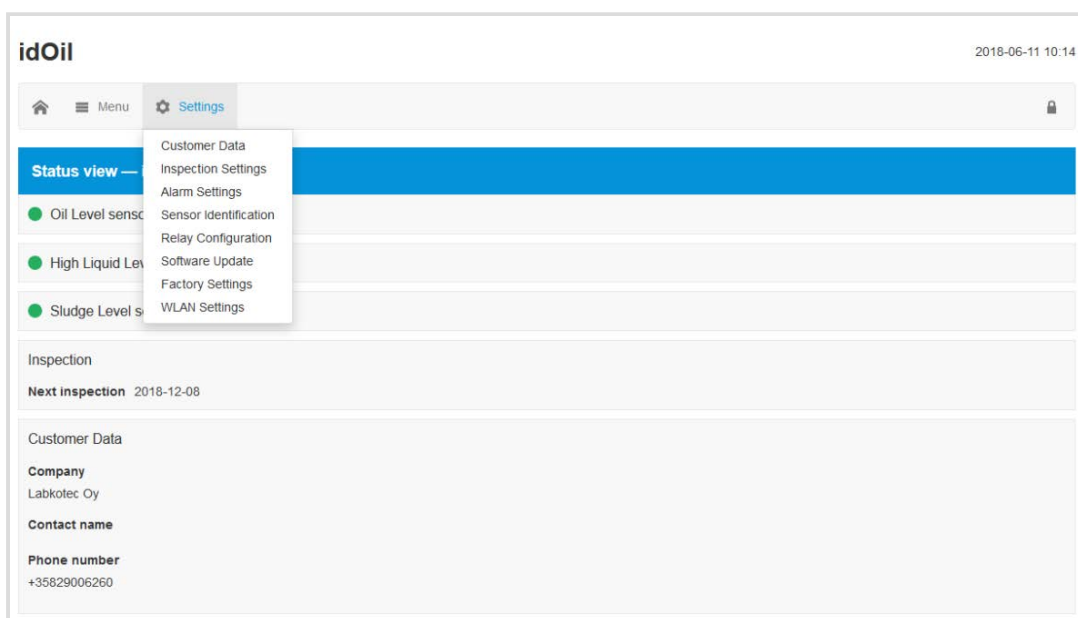 idOil
2018-06-11 10:14
Menu
Settings
Customer Data
Inspection Settings
Alarm Settings
Sensor Identification
Relay Configuration
Software Update
Factory Settings
WLAN Settings
Status view —
Oil Level
High Liquid
Sludge Level
Inspection
Next inspection 2018-12-08
Customer Data
Company
Labkotec Oy
Contact name
Phone number
+35829006260